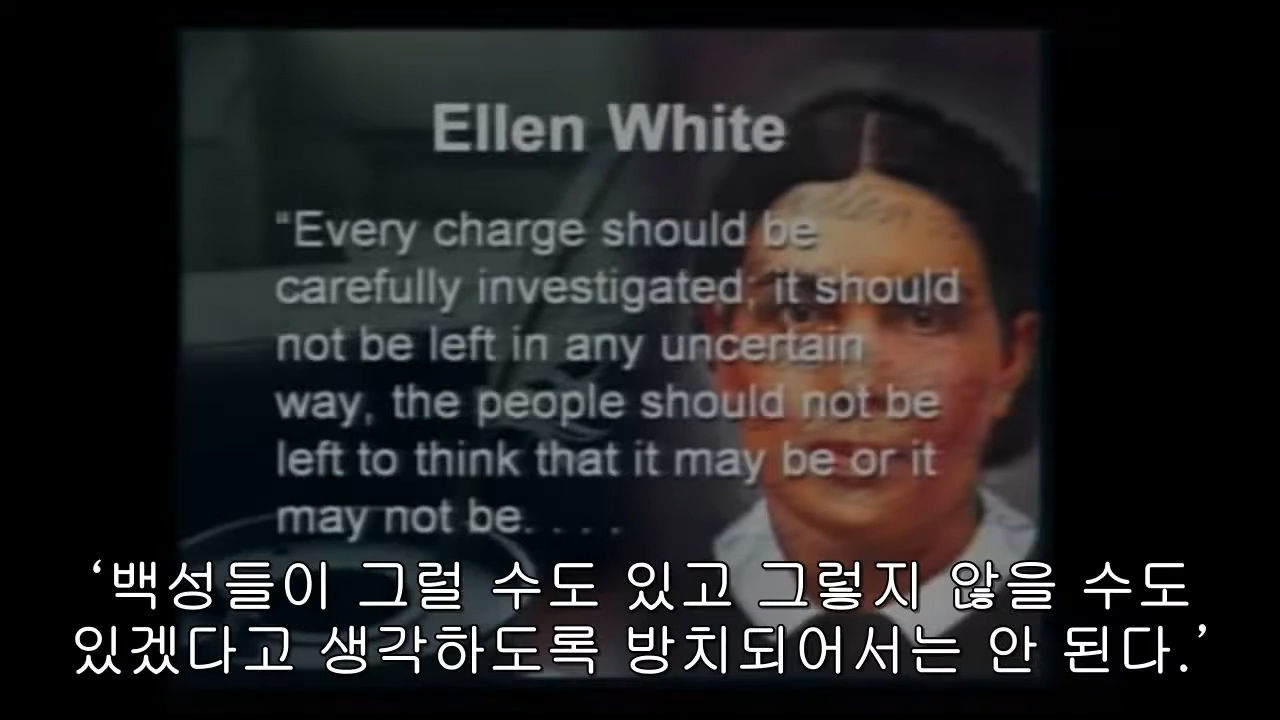 Ellen White
“Every charge should be
carefully investigated; it should
not be left in any uncertain
way, the people should not be
left to think that it may be or it
may not be. . . .
‘백성들이 그럴 수도 있고 그렇지 않을 수도
있겠다고 생각하도록 방치되어서는 안 된다.’